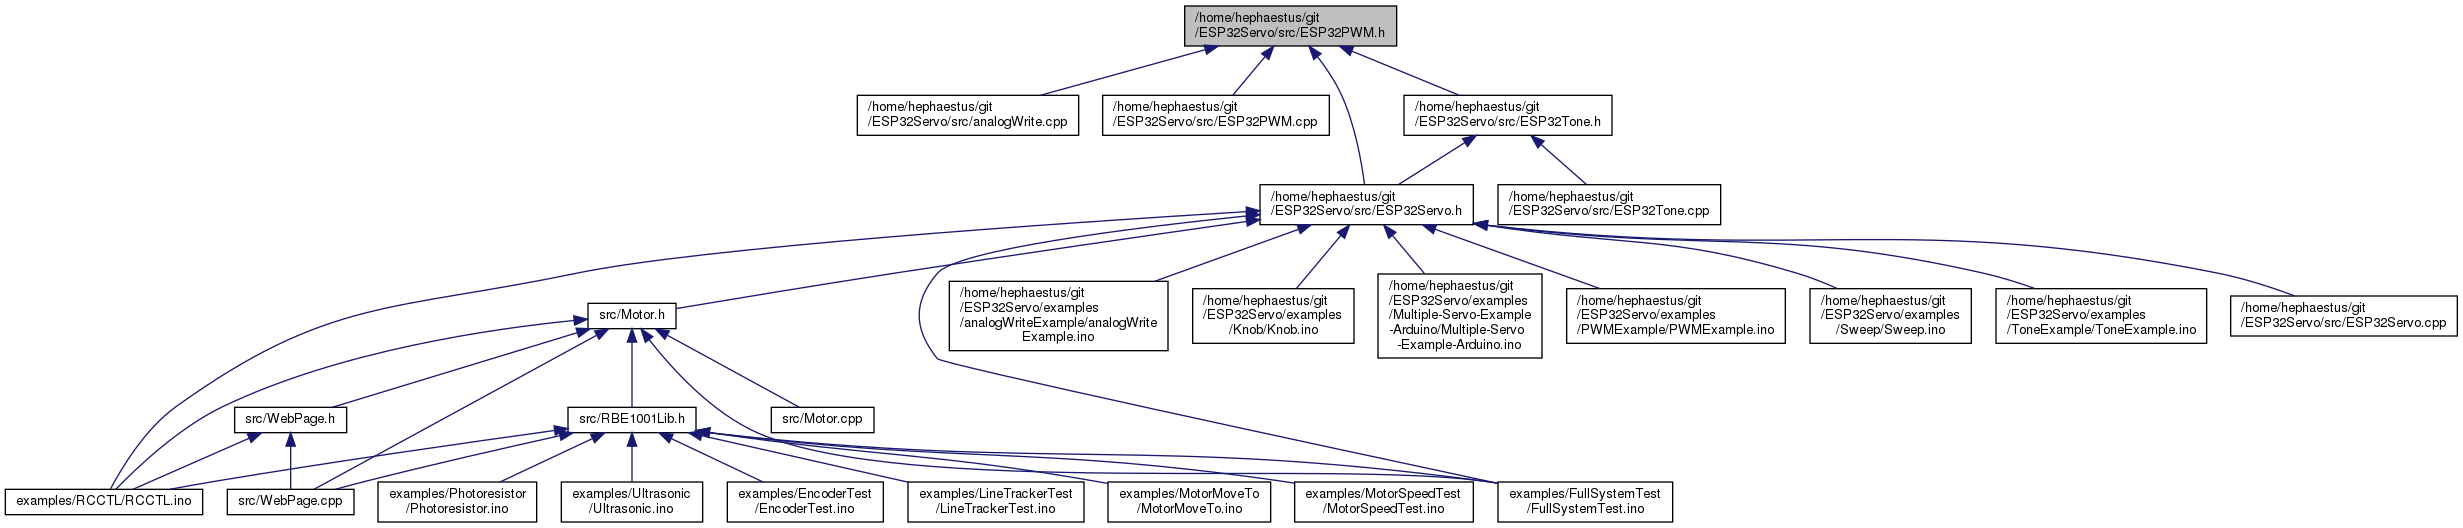 /home/hephaestus/git
/ESP32Servo/src/ESP32PWM.h
/home/hephaestus/git
/ESP32Servo/src/analogWrite.cpp
/home/hephaestus/git
/ESP32Servo/src/ESP32PWM.cpp
/home/hephaestus/git
/ESP32Servo/src/ESP32Tone.h
/home/hephaestus/git
/ESP32Servo/src/ESP32Servo.h
/home/hephaestus/git
/ESP32Servo/src/ESP32Tone.cpp
src/Motor.h
/home/hephaestus/git
/ESP32Servo/examples
/analogWriteExample/analogWrite
Example.ino
/home/hephaestus/git
/ESP32Servo/examples
/Knob/Knob.ino
/home/hephaestus/git
/ESP32Servo/examples
/Multiple-Servo-Example
-Arduino/Multiple-Servo
-Example-Arduino.ino
/home/hephaestus/git
/ESP32Servo/examples
/PWMExample/PWMExample.ino
/home/hephaestus/git
/ESP32Servo/examples
/Sweep/Sweep.ino
/home/hephaestus/git
/ESP32Servo/examples
/ToneExample/ToneExample.ino
/home/hephaestus/git
/ESP32Servo/src/ESP32Servo.cpp
src/WebPage.h
src/RBE1001Lib.h
src/Motor.cpp
examples/RCCTL/RCCTL.ino
src/WebPage.cpp
examples/Photoresistor
/Photoresistor.ino
examples/Ultrasonic
/Ultrasonic.ino
examples/EncoderTest
/EncoderTest.ino
examples/LineTrackerTest
/LineTrackerTest.ino
examples/MotorMoveTo
/MotorMoveTo.ino
examples/MotorSpeedTest
/MotorSpeedTest.ino
examples/FullSystemTest
/FullSystemTest.ino